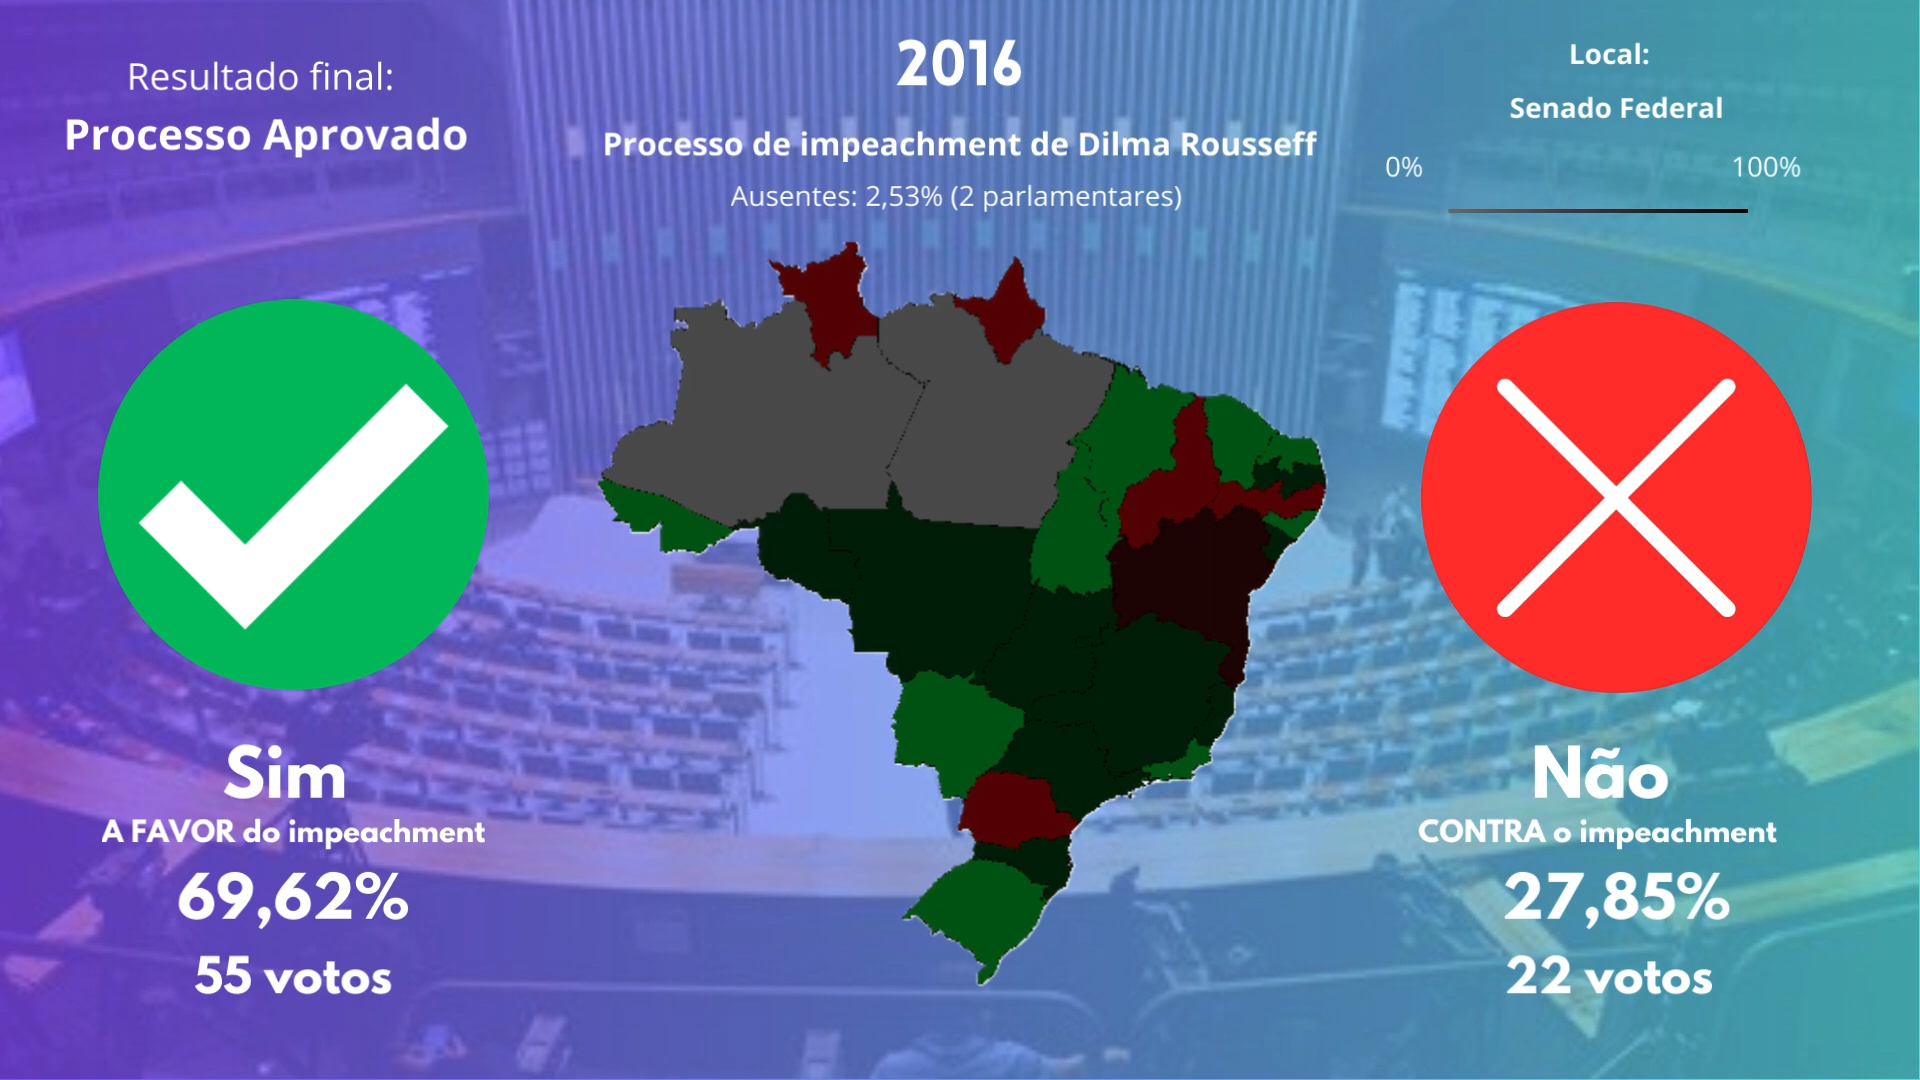 Resultado final:
Processo Aprovado
2016
Processo de impeachment de Dilma Rousseff
Ausentes: 2,53% (2 parlamentares)
Local:
Senado Federal
0% 100%
Sim
A FAVOR do impeachment
69,62%
55 votos
Não
CONTRA o impeachment
27,85%
22 votos